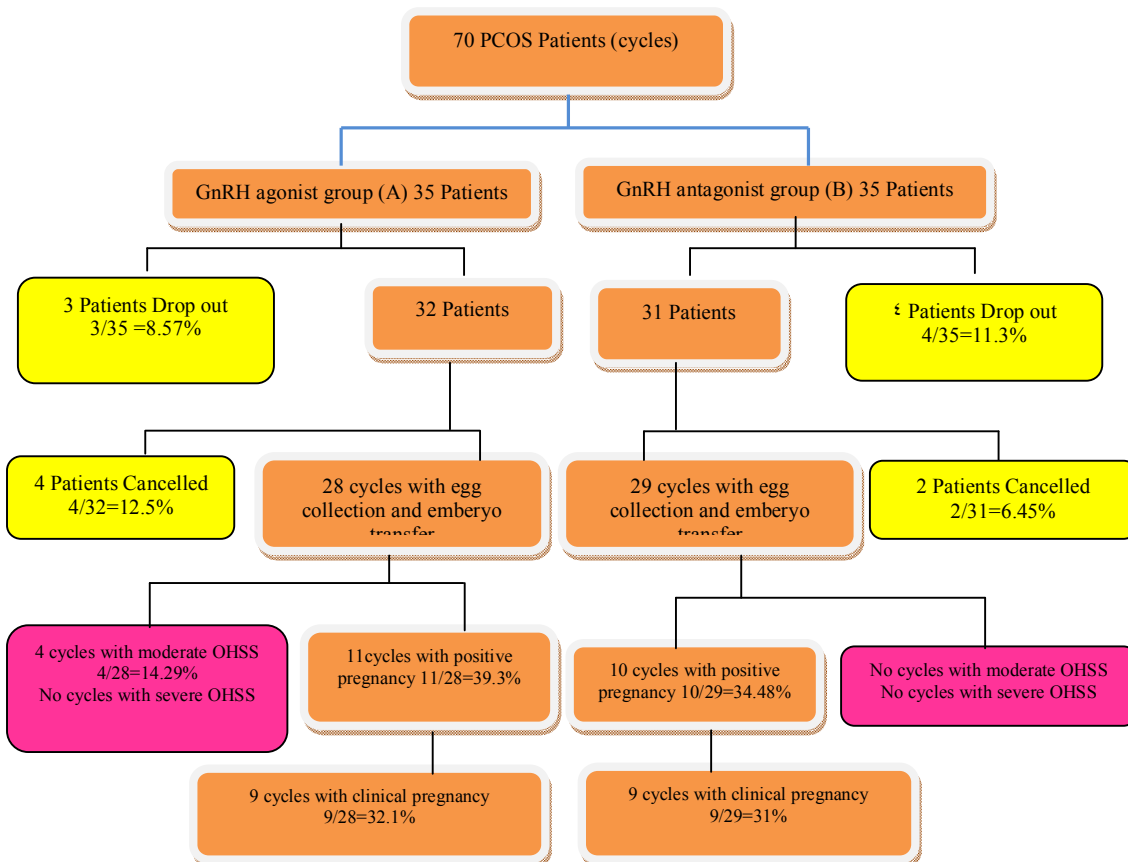 70 PCOS Patients (cycles)
GnRH agonist group (A) 35 Patients
GnRH antagonist group (B) 35 Patients
3 Patients Drop out
3/35 =8.57%
32 Patients
31 Patients
٤ Patients Drop out
4/35=11.3%
4 Patients Cancelled
4/32=12.5%
28 cycles with egg
collection and emberyo
transfer
29 cycles with egg
collection and emberyo
transfer
2 Patients Cancelled
2/31=6.45%
4 cycles with moderate OHSS
4/28=14.29%
No cycles with severe OHSS
11cycles with positive
pregnancy 11/28=39.3%
10 cycles with positive
pregnancy 10/29=34.48%
No cycles with moderate OHSS
No cycles with severe OHSS
9 cycles with clinical pregnancy
9/28=32.1%
9 cycles with clinical pregnancy
9/29=31%